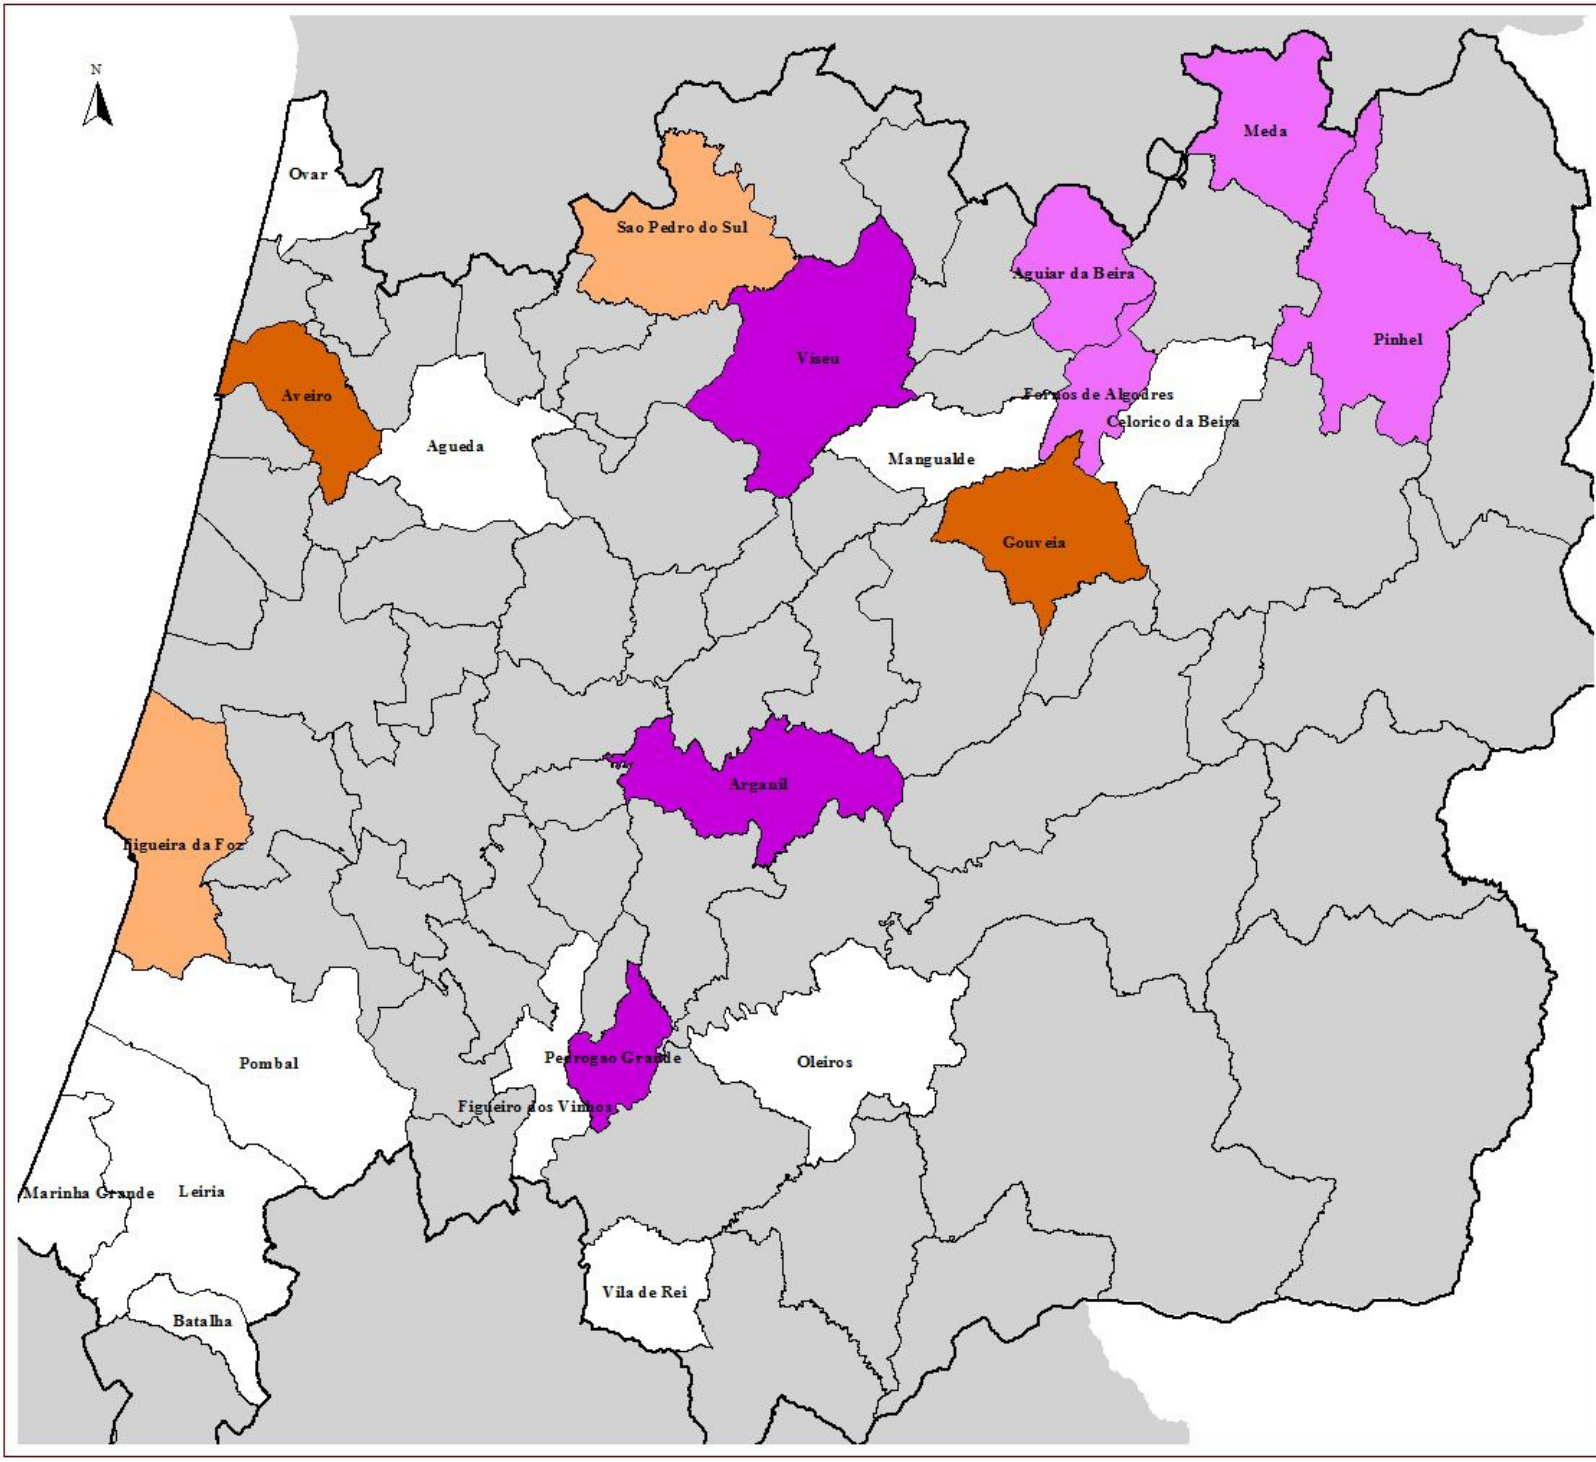 N
Meda
Ovar
Sao Pedro do Sul
Aguiar da Beira
Pinhel
Viseu
Aveiro
Fornos de Algodres
Celorico da Beira
Agueda
Mangualde
Gouveia
Arganil
Figueira da Foz
Pombal
Pedrogao Grande
Oleiros
Figueiro dos Vinhos
Marinha Grande
Leiria
Vila de Rei
Batalha